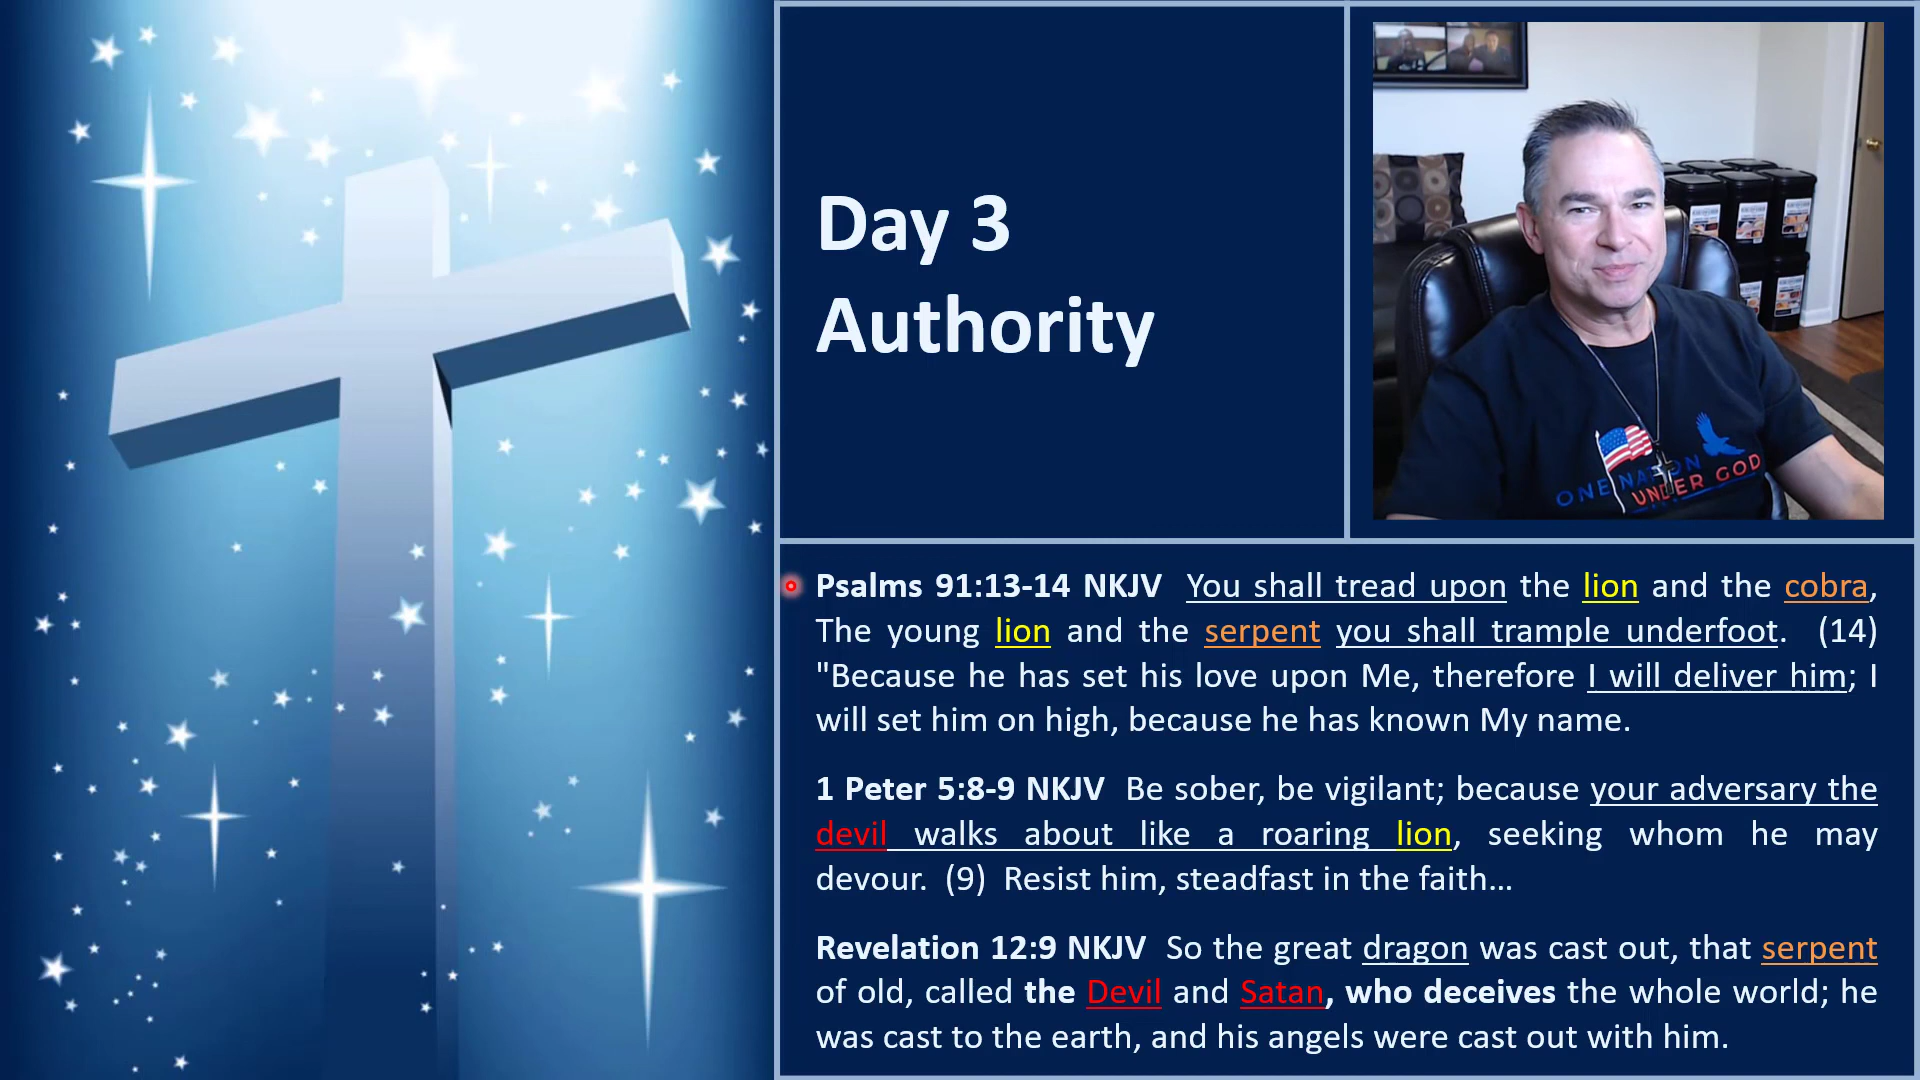 Day 3
Authority
ONE NATION
UNDER GOD
Psalms 91:13-14 NKJV  You shall tread upon the lion and the cobra,
The young lion and the serpent you shall trample underfoot.  (14)
"Because he has set his love upon Me, therefore I will deliver him; I
will set him on high, because he has known My name.
1 Peter 5:8-9 NKJV  Be sober, be vigilant; because your adversary the
devil walks about like a roaring lion, seeking whom he may
devour.  (9)  Resist him, steadfast in the faith…
Revelation 12:9 NKJV  So the great dragon was cast out, that serpent
of old, called the Devil and Satan, who deceives the whole world; he
was cast to the earth, and his angels were cast out with him.